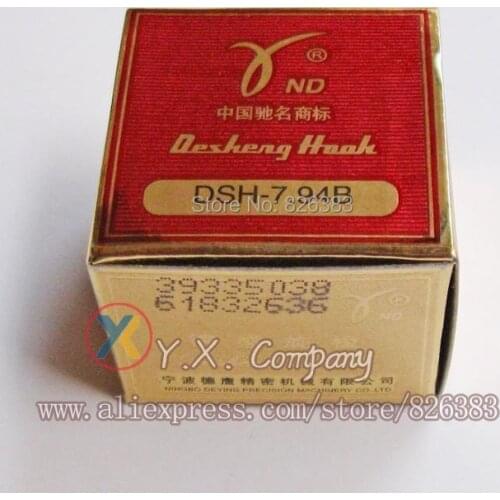 ® ND
中国驰名商标
Desheng Hook
DSH-7.94B
Shop No.: 826383
39335038
61832636
ND
Y.X. Company
宁波德鹰精密机械有限公司
NINGBO DEYING PRECISION MACHINERY CO.,LTD.
www.aliexpress.com/store/826383